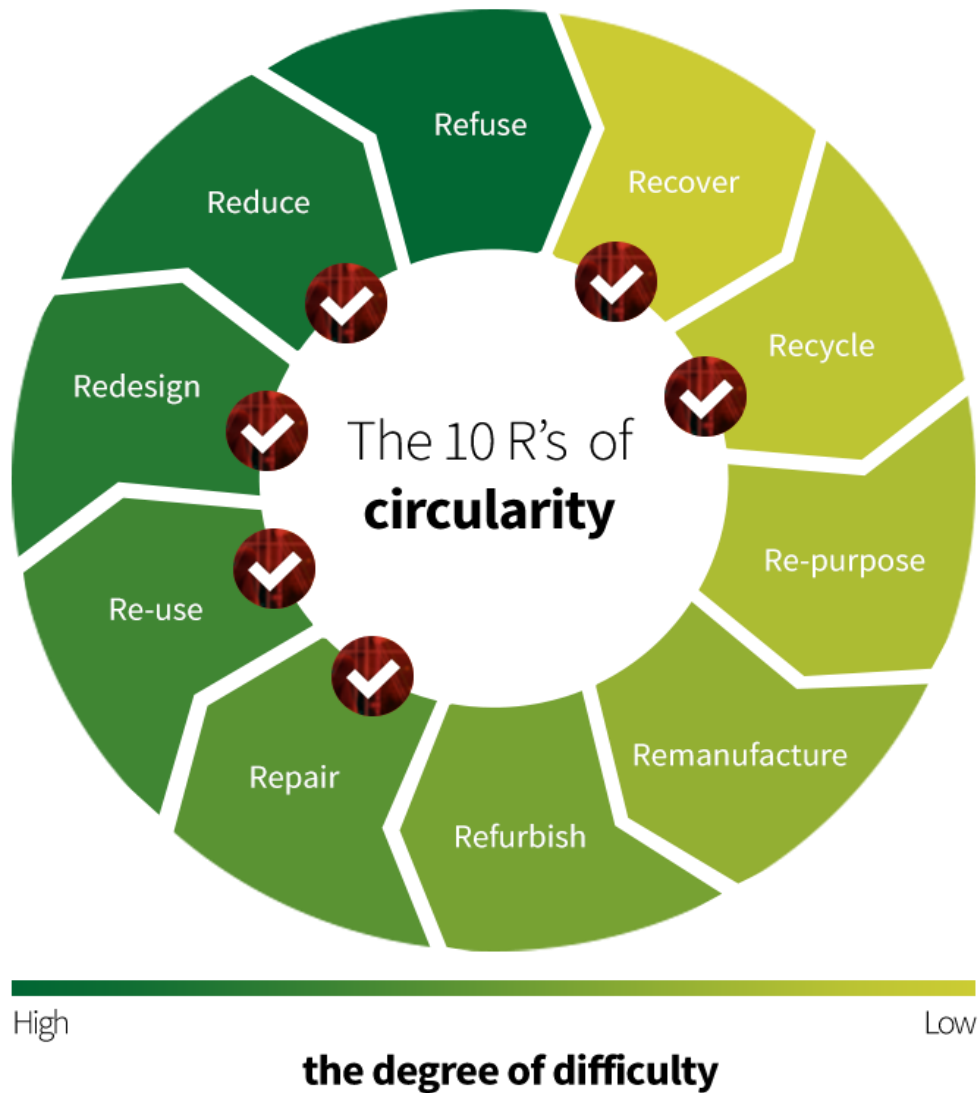 Refuse
Recover
Reduce
Recycle
Redesign
The 10 R's of
circularity
Re-purpose
Re-use
Remanufacture
Repair
Refurbish
High
Low
the degree of difficulty